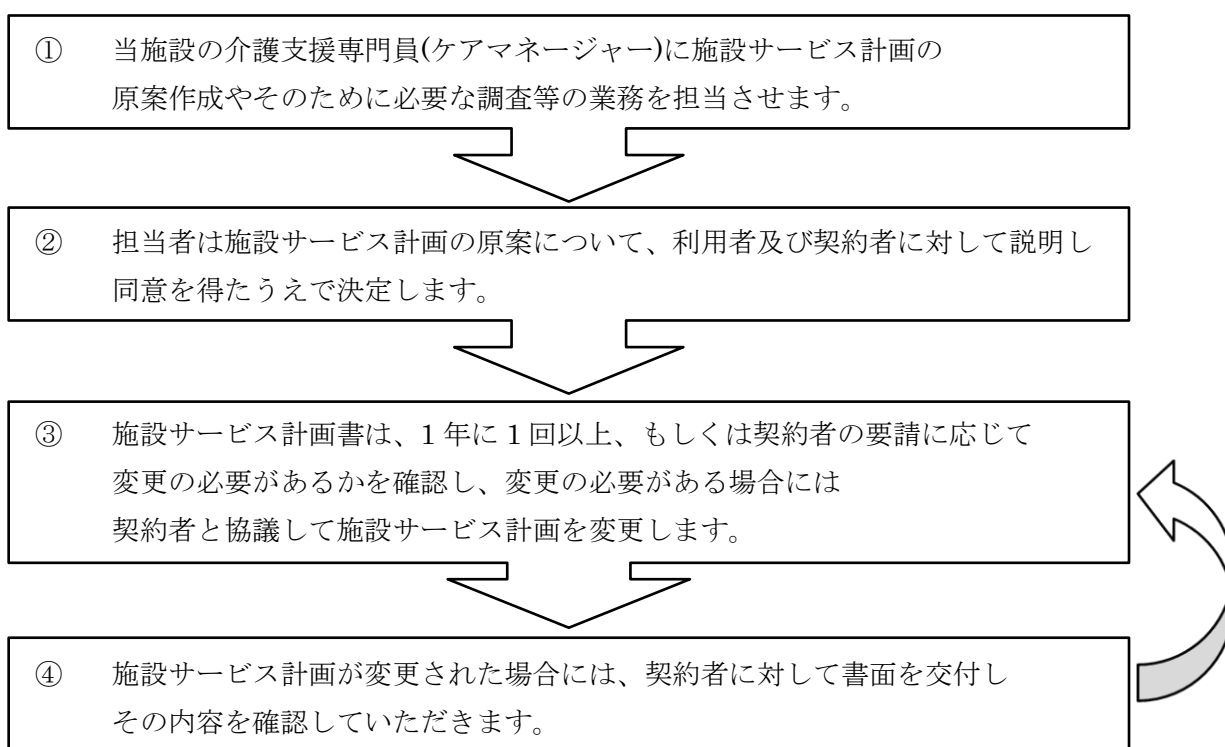 ① 当施設の介護支援専門員(ケアマネージャー)に施設サービス計画の
原案作成やそのために必要な調査等の業務を担当させます。
② 担当者は施設サービス計画の原案について、利用者及び契約者に対して説明し
同意を得たうえで決定します。
③ 施設サービス計画書は、1年に1回以上、もしくは契約者の要請に応じて
変更の必要があるかを確認し、変更の必要がある場合には
契約者と協議して施設サービス計画を変更します。
④ 施設サービス計画が変更された場合には、契約者に対して書面を交付し
その内容を確認していただきます。